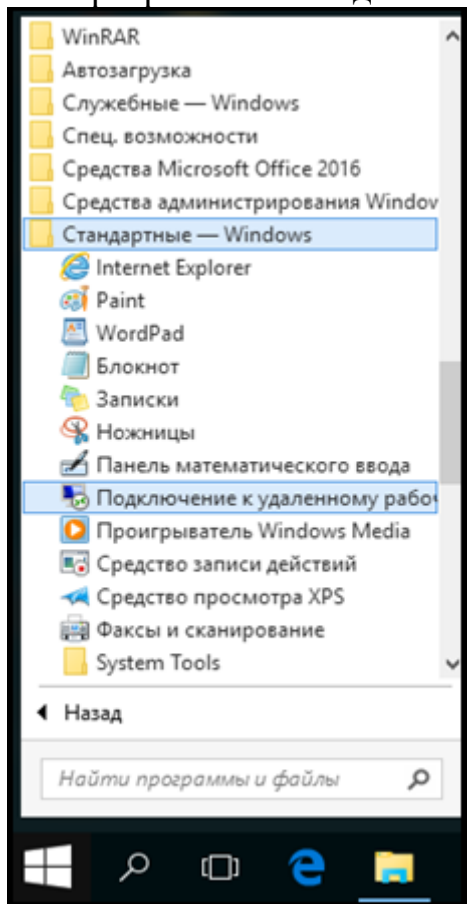 WinRAR
Автозагрузка
Служебные — Windows
Спец. возможности
Средства Microsoft Office 2016
Средства администрирования Window
Стандартные — Windows
Internet Explorer
Paint
WordPad
Блокнот
Записки
Ножницы
Панель математического ввода
Подключение к удаленному рабоч
Проигрыватель Windows Media
Средство записи действий
Средство просмотра XPS
Факсы и сканирование
System Tools
Назад
Найти программы и файлы